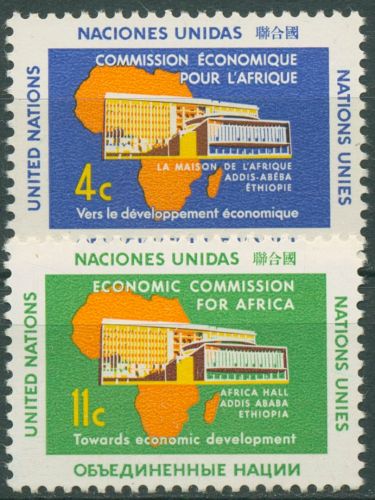 NACIONES UNIDAS 聯合國
UNITED NATIONS
COMMISSION ÉCONOMIQUE
POUR L'AFRIQUE
LA MAISON DE L'AFRIQUE
ADDIS-ABÉBA
ÉTHIOPIE
4c
Vers le développement économique
NATIONS UNIES
NACIONES UNIDAS 聯合國
UNITED NATIONS
ECONOMIC COMMISSION
FOR AFRICA
AFRICA HALL
ADDIS ABABA
ETHIOPIA
11c
Towards economic development
NATIONS UNIES
ОБЪЕДИНЕННЫЕ НАЦИИ